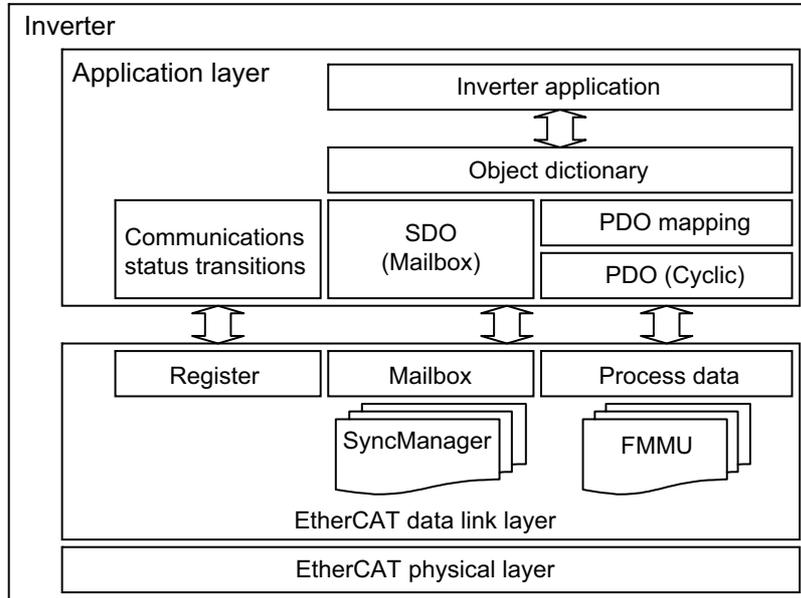 Inverter
Application layer
Inverter application
Object dictionary
Communications
status transitions
SDO
(Mailbox)
PDO mapping
PDO (Cyclic)
Register
Mailbox
Process data
SyncManager
FMMU
EtherCAT data link layer
EtherCAT physical layer